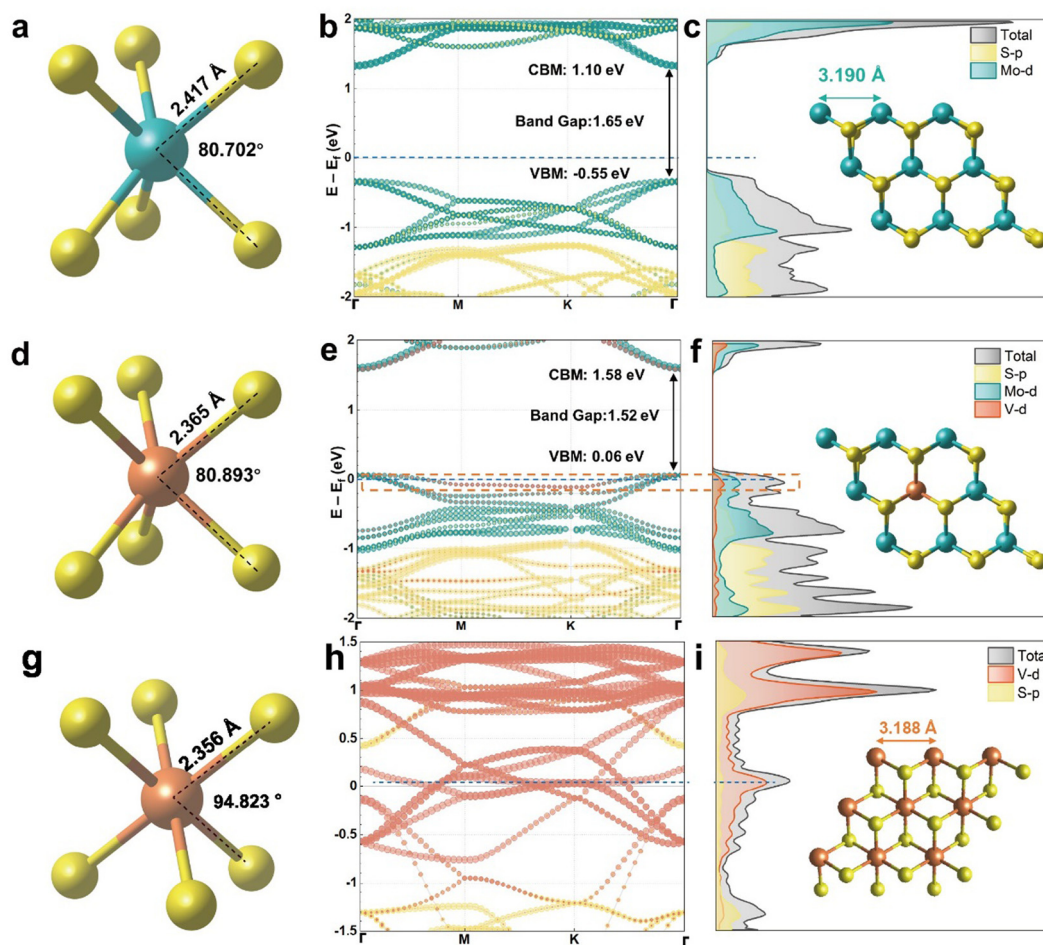 a
2.417 Å
80.702°
b
2
1
0
-1
-2
E − E_f (eV)
CBM: 1.10 eV
Band Gap:1.65 eV
VBM: -0.55 eV
Γ M K Γ
c
Total
S-p
Mo-d
3.190 Å
d
2.365 Å
80.893°
e
2
1
0
-1
-2
E − E_f (eV)
CBM: 1.58 eV
Band Gap:1.52 eV
VBM: 0.06 eV
Γ M K Γ
f
Total
S-p
Mo-d
V-d
g
2.356 Å
94.823 °
h
1.5
1
0.5
0
-0.5
-1
-1.5
Γ M K Γ
i
Total
V-d
S-p
3.188 Å